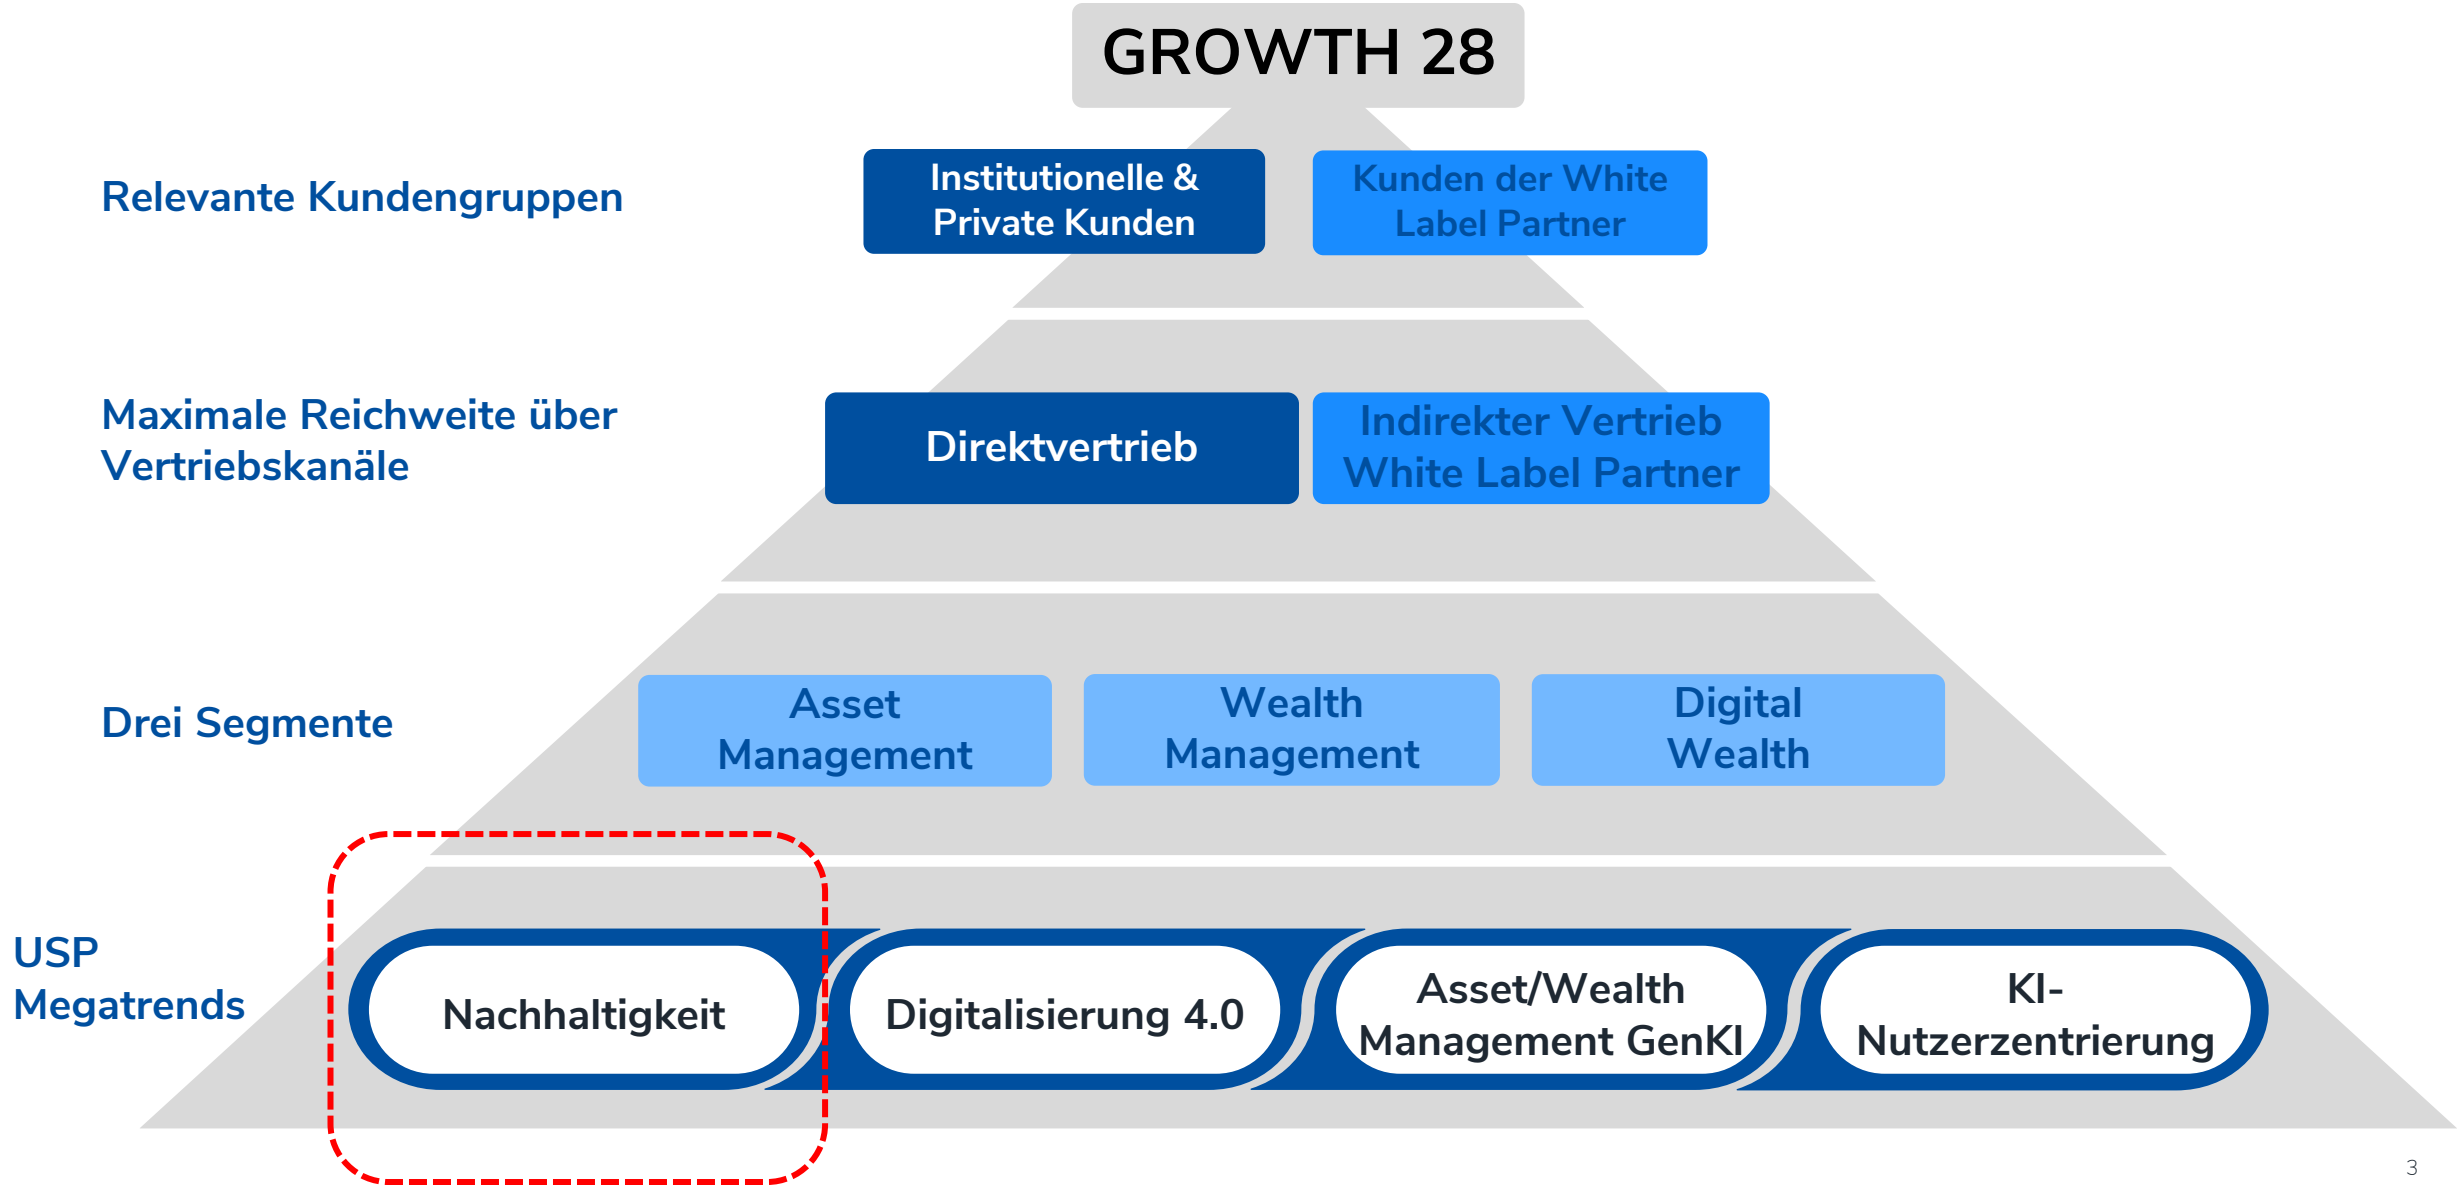 GROWTH 28
Relevante Kundengruppen
Institutionelle &
Private Kunden
Kunden der White
Label Partner
Maximale Reichweite über
Vertriebskanäle
Direktvertrieb
Indirekter Vertrieb
White Label Partner
Drei Segmente
Asset
Management
Wealth
Management
Digital
Wealth
USP
Megatrends
Nachhaltigkeit
Digitalisierung 4.0
Asset/Wealth
Management GenKI
KI-
Nutzerzentrierung
3